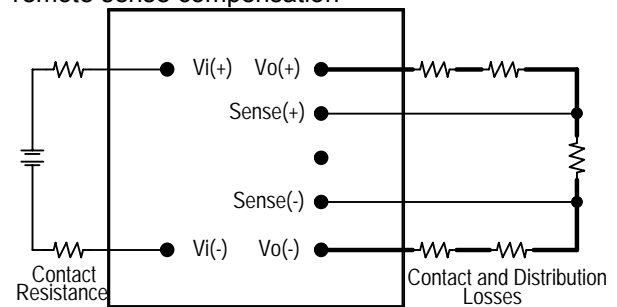 remote sense compensation
Vi(+) Vo(+)
Sense(+)
Sense(-)
Vi(-) Vo(-)
Contact
Resistance
Contact and Distribution
Losses